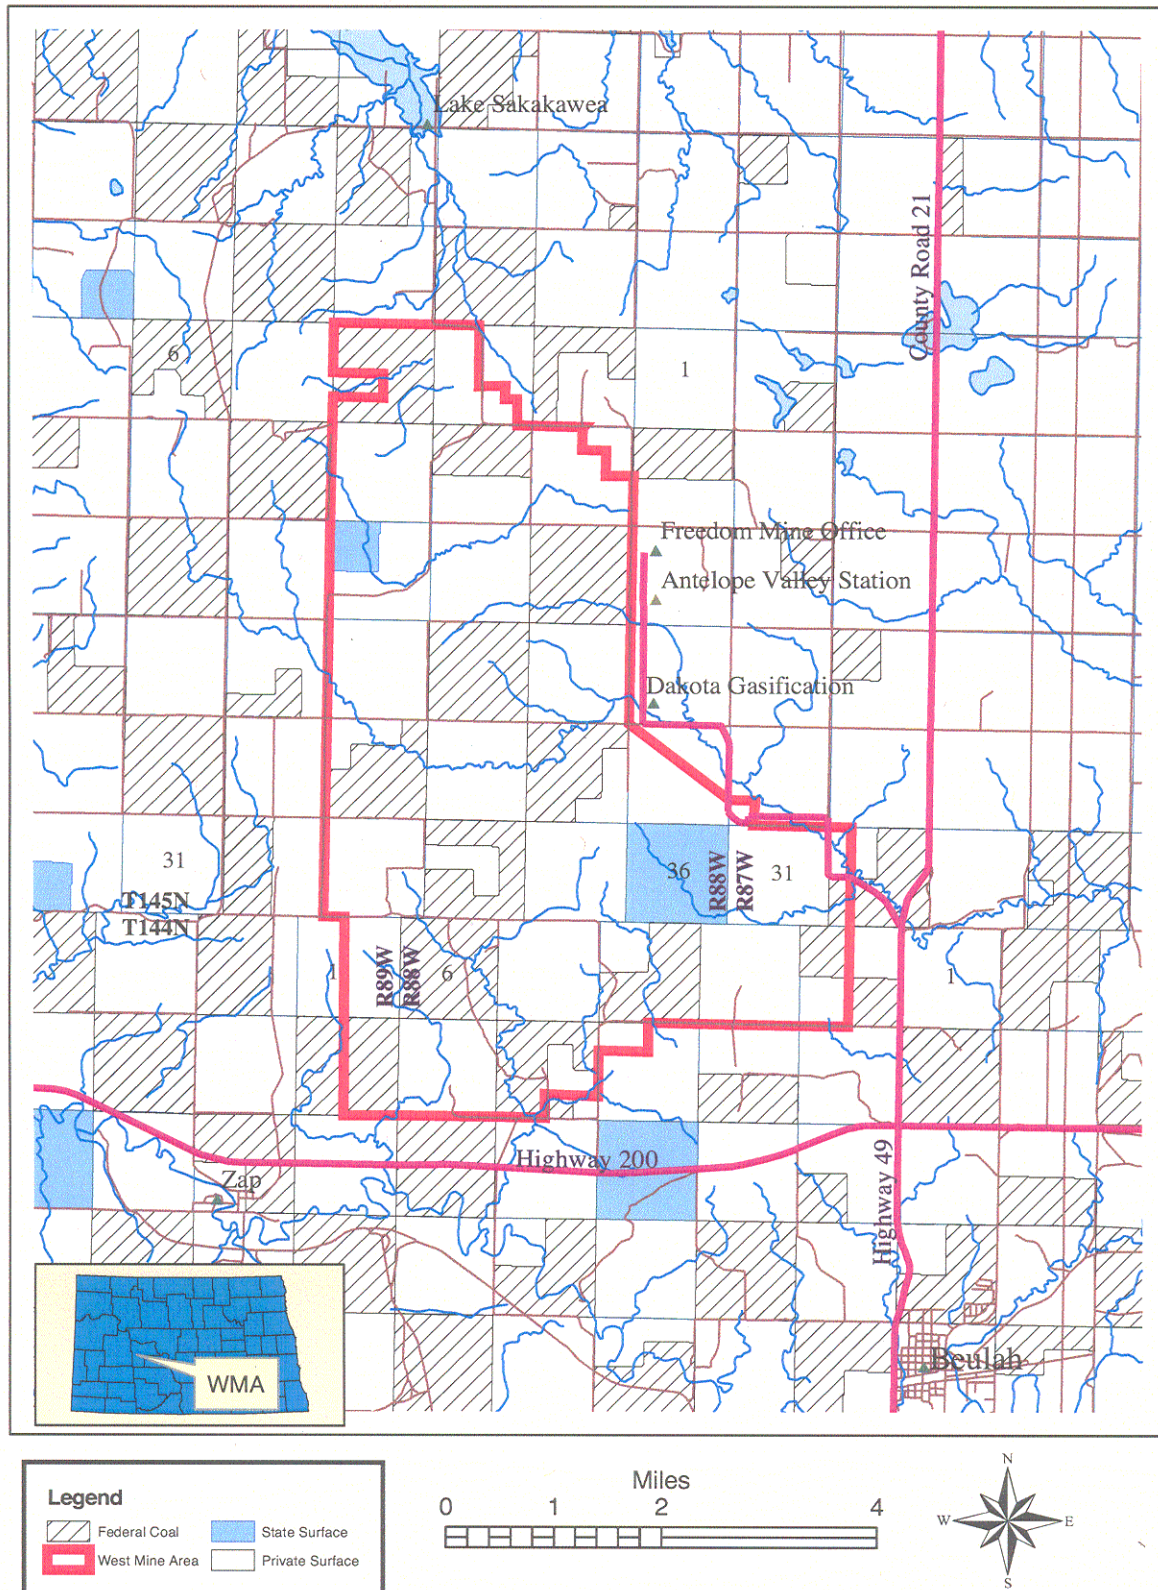 Lake Sakakawea
County Road 21
6
1
Freedom Mine Office
Antelope Valley Station
Dakota Gasification
31
36
R88W
R87W
31
T145N
T144N
1
R89W
R88W
6
1
Highway 200
Zap
Highway 49
Beulah
WMA
Legend
Federal Coal
State Surface
West Mine Area
Private Surface
Miles
0 1 2 4
N
W E
S